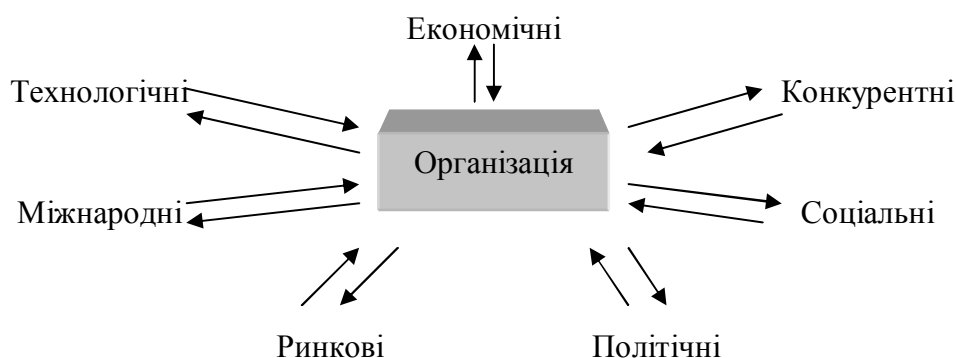 Економічні
Технологічні
Конкурентні
Організація
Міжнародні
Соціальні
Ринкові
Політичні